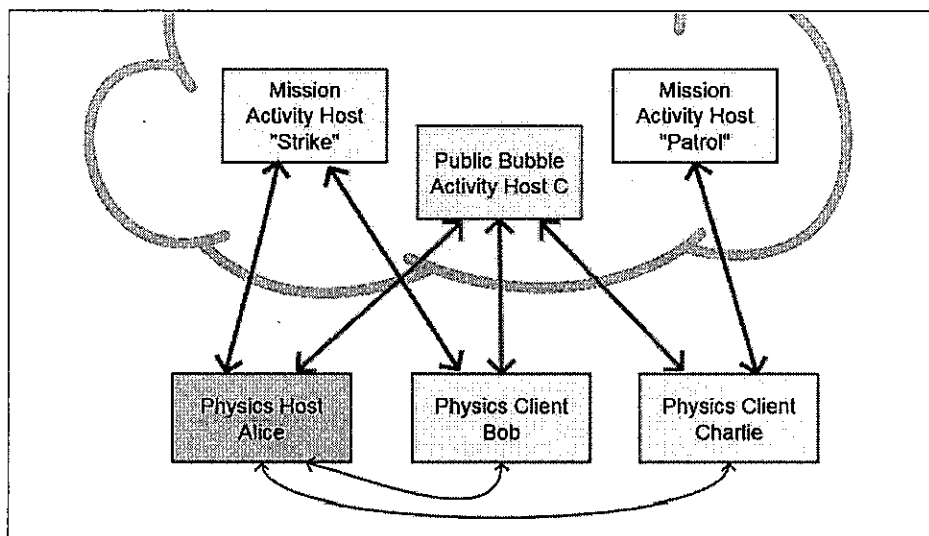 Mission
Activity Host
"Strike"
Mission
Activity Host
"Patrol"
Public Bubble
Activity Host C
Physics Host
Alice
Physics Client
Bob
Physics Client
Charlie